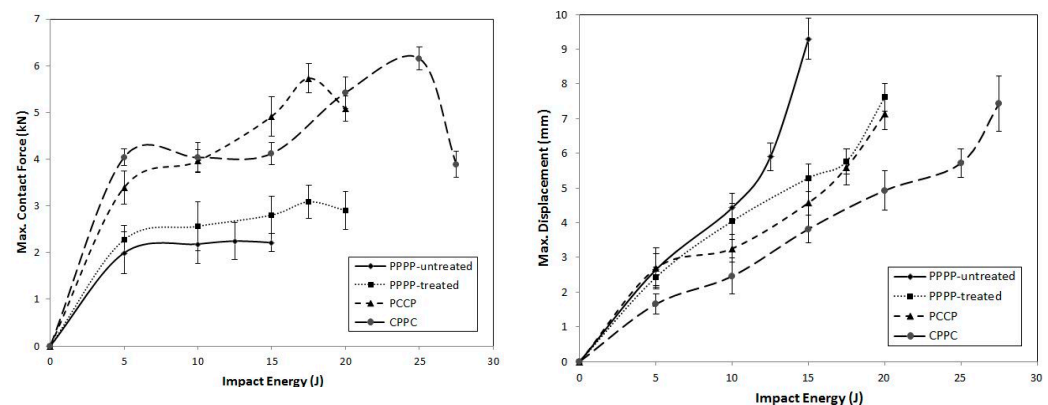 7
6
5
4
3
2
1
0
Max. Contact Force (kN)
0 5 10 15 20 25 30
Impact Energy (J)
PPPP-untreated
PPPP-treated
PCCP
CPPC
10
9
8
7
6
5
4
3
2
1
0
Max. Displacement (mm)
0 5 10 15 20 25 30
Impact Energy (J)
PPPP-untreated
PPPP-treated
PCCP
CPPC